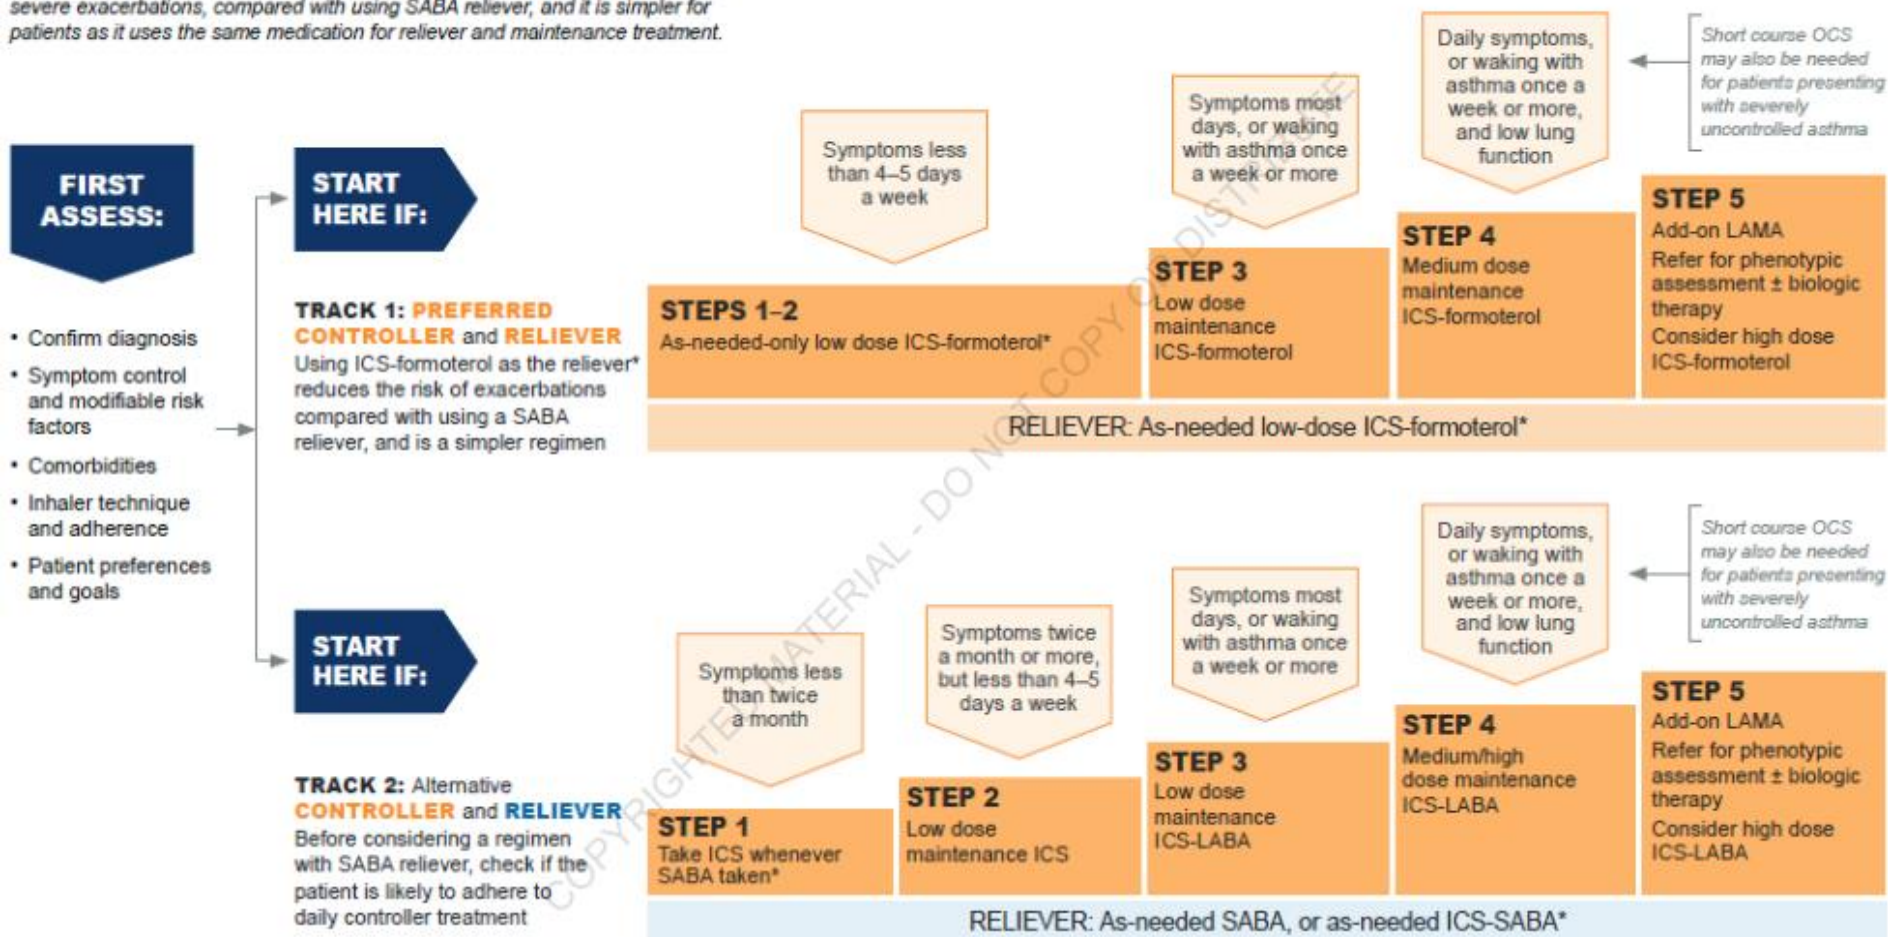 severe exacerbations, compared with using SABA reliever, and it is simpler for
patients as it uses the same medication for reliever and maintenance treatment.
FIRST
ASSESS:
• Confirm diagnosis
• Symptom control
and modifiable risk
factors
• Comorbidities
• Inhaler technique
and adherence
• Patient preferences
and goals
START
HERE IF:
TRACK 1: PREFERRED
CONTROLLER and RELIEVER
Using ICS-formoterol as the reliever*
reduces the risk of exacerbations
compared with using a SABA
reliever, and is a simpler regimen
Symptoms less
than 4–5 days
a week
Symptoms most
days, or waking
with asthma once
a week or more
Daily symptoms,
or waking with
asthma once a
week or more,
and low lung
function
Short course OCS
may also be needed
for patients presenting
with severely
uncontrolled asthma
STEPS 1–2
As-needed-only low dose ICS-formoterol*
STEP 3
Low dose
maintenance
ICS-formoterol
STEP 4
Medium dose
maintenance
ICS-formoterol
STEP 5
Add-on LAMA
Refer for phenotypic
assessment ± biologic
therapy
Consider high dose
ICS-formoterol
RELIEVER: As-needed low-dose ICS-formoterol*
START
HERE IF:
TRACK 2: Alternative
CONTROLLER and RELIEVER
Before considering a regimen
with SABA reliever, check if the
patient is likely to adhere to
daily controller treatment
Symptoms less
than twice
a month
Symptoms twice
a month or more,
but less than 4–5
days a week
Symptoms most
days, or waking
with asthma once
a week or more
Daily symptoms,
or waking with
asthma once a
week or more,
and low lung
function
Short course OCS
may also be needed
for patients presenting
with severely
uncontrolled asthma
STEP 1
Take ICS whenever
SABA taken*
STEP 2
Low dose
maintenance ICS
STEP 3
Low dose
maintenance
ICS-LABA
STEP 4
Medium/high
dose maintenance
ICS-LABA
STEP 5
Add-on LAMA
Refer for phenotypic
assessment ± biologic
therapy
Consider high dose
ICS-LABA
RELIEVER: As-needed SABA, or as-needed ICS-SABA*
COPYRIGHTED MATERIAL - DO NOT COPY OR DISTRIBUTE